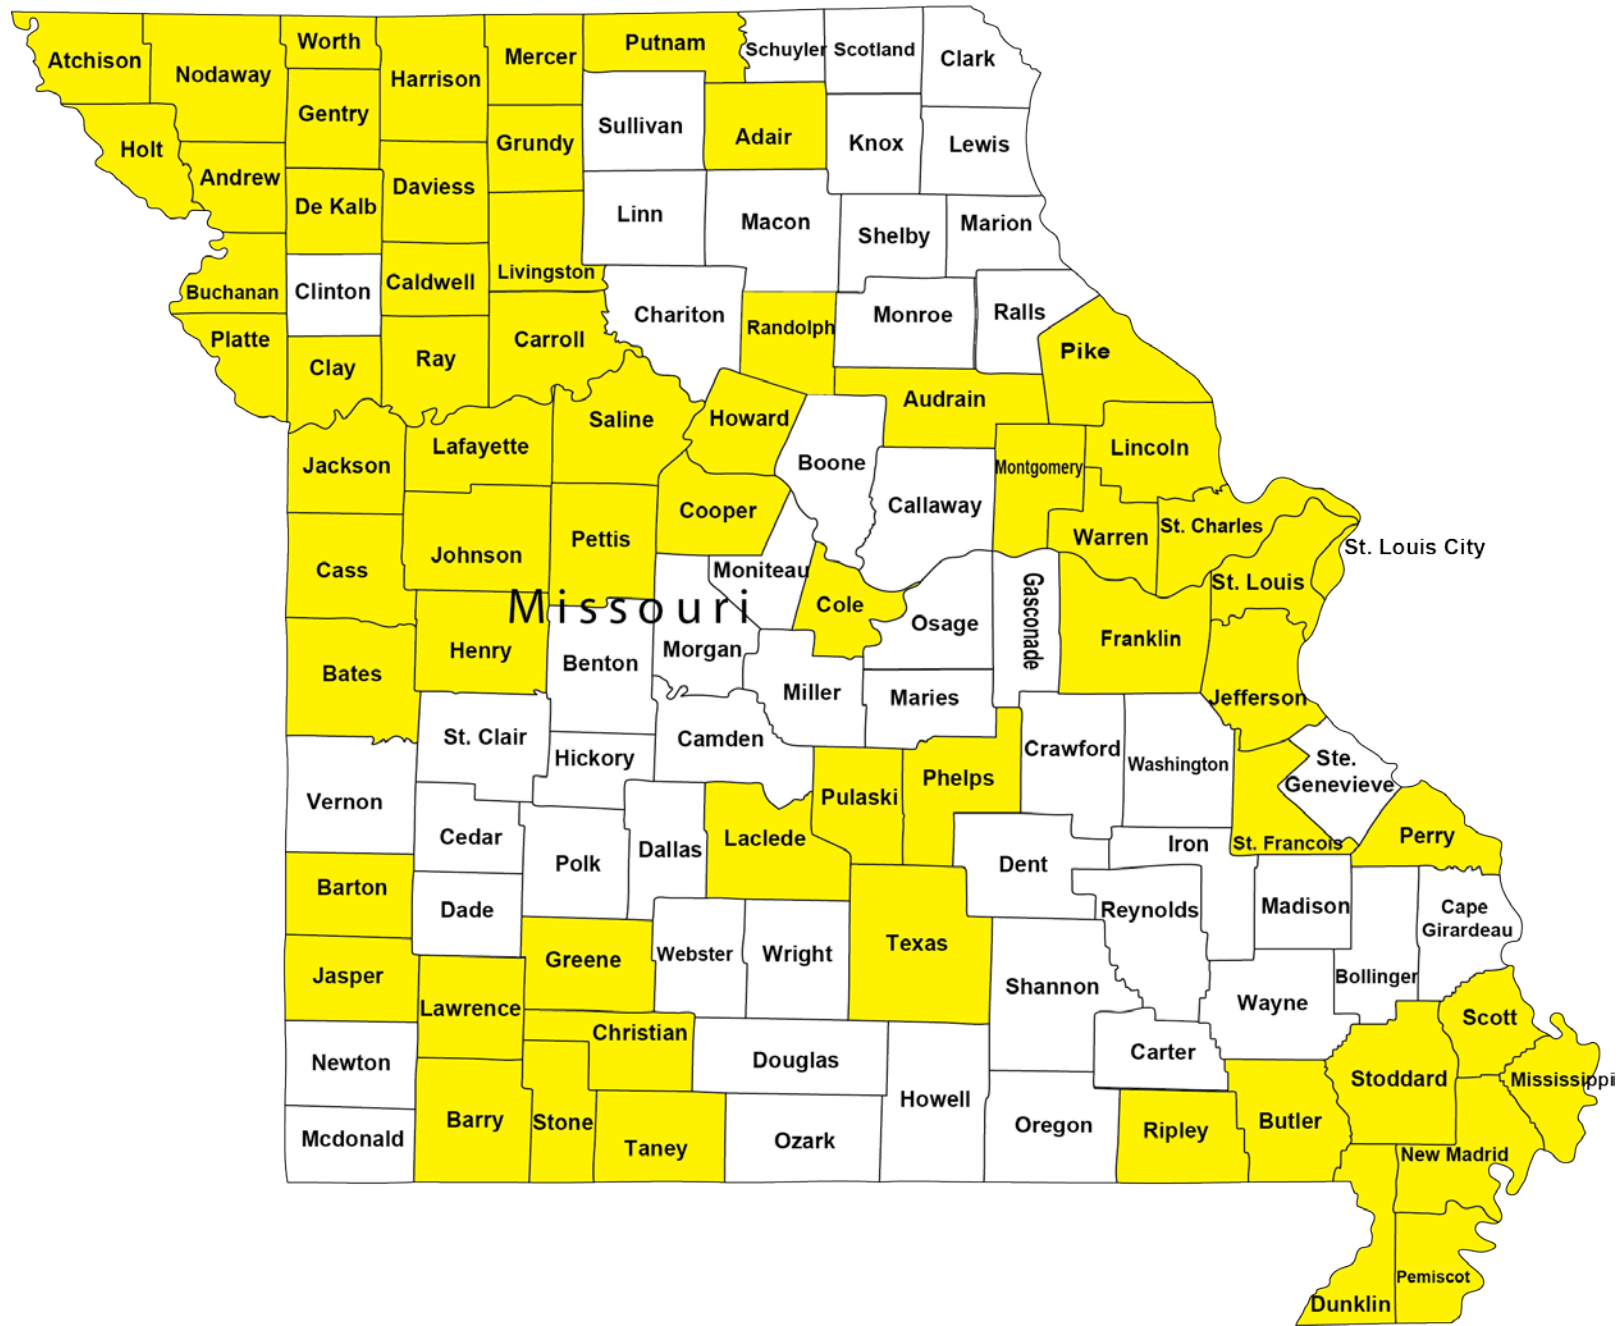 Atchison
Nodaway
Worth
Harrison
Mercer
Putnam
Schuyler
Scotland
Clark
Gentry
Sullivan
Adair
Knox
Lewis
Holt
Andrew
De Kalb
Daviess
Grundy
Linn
Macon
Shelby
Marion
Buchanan
Clinton
Caldwell
Livingston
Chariton
Randolph
Monroe
Ralls
Pike
Platte
Clay
Ray
Carroll
Saline
Howard
Audrain
Jackson
Lafayette
Boone
Montgomery
Lincoln
Cooper
Callaway
Warren
St. Charles
St. Louis City
Cass
Johnson
Pettis
Moniteau
Cole
St. Louis
Missouri
Osage
Gasconade
Franklin
Bates
Henry
Benton
Morgan
Miller
Maries
Jefferson
St. Clair
Hickory
Camden
Crawford
Washington
Ste.
Genevieve
Vernon
Pulaski
Phelps
Cedar
Polk
Dallas
Laclede
Dent
Iron
St. Francois
Perry
Barton
Dade
Reynolds
Madison
Cape
Girardeau
Jasper
Greene
Webster
Wright
Texas
Shannon
Bollinger
Lawrence
Christian
Wayne
Scott
Newton
Douglas
Carter
Stoddard
Mississippi
Mcdonald
Barry
Stone
Taney
Ozark
Howell
Oregon
Ripley
Butler
New Madrid
Pemiscot
Dunklin